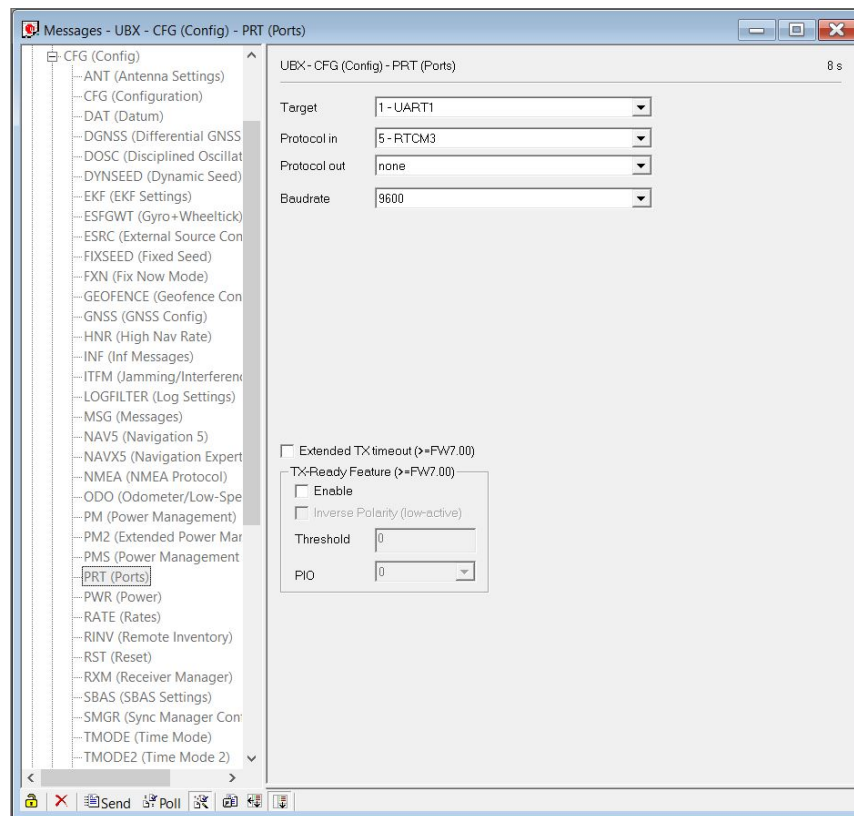 Messages - UBX - CFG (Config) - PRT (Ports)
CFG (Config)
ANT (Antenna Settings)
CFG (Configuration)
DAT (Datum)
DGNSS (Differential GNSS
DOSC (Disciplined Oscillat
DYNSEED (Dynamic Seed)
EKF (EKF Settings)
ESFGWT (Gyro+Wheeltick)
ESRC (External Source Con
FIXSEED (Fixed Seed)
FXN (Fix Now Mode)
GEOFENCE (Geofence Con
GNSS (GNSS Config)
HNR (High Nav Rate)
INF (Inf Messages)
ITFM (Jamming/Interferenc
LOGFILTER (Log Settings)
MSG (Messages)
NAV5 (Navigation 5)
NAVX5 (Navigation Expert
NMEA (NMEA Protocol)
ODO (Odometer/Low-Spe
PM (Power Management)
PM2 (Extended Power Mar
PMS (Power Management
PRT (Ports)
PWR (Power)
RATE (Rates)
RINV (Remote Inventory)
RST (Reset)
RXM (Receiver Manager)
SBAS (SBAS Settings)
SMGR (Sync Manager Con
TMODE (Time Mode)
TMODE2 (Time Mode 2)
UBX - CFG (Config) - PRT (Ports) 8 s
Target 1 - UART1
Protocol in 5 - RTCM3
Protocol out none
Baudrate 9600
Extended TX timeout (>=FW7.00)
TX-Ready Feature (>=FW7.00)
Enable
Inverse Polarity (low-active)
Threshold 0
PIO 0
Send Poll